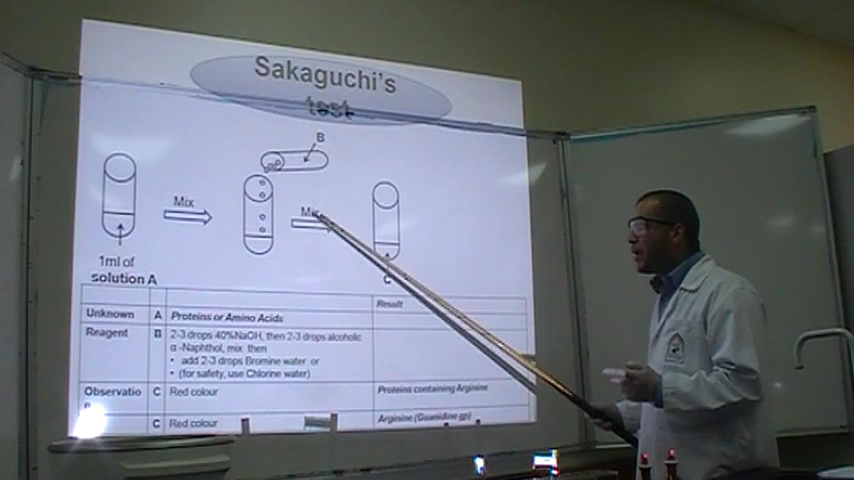 Sakaguchi's
test
B
Mix
Mix
1ml of
solution A
C
Result
Unknown A Proteins or Amino Acids
Reagent B 2-3 drops 40%NaOH, then 2-3 drops alcoholic
α -Naphthol, mix then
• add 2-3 drops Bromine water or
• (for safety, use Chlorine water)
Observatio C Red colour Proteins containing Arginine
n
C Red colour Arginine (Guanidine gp)